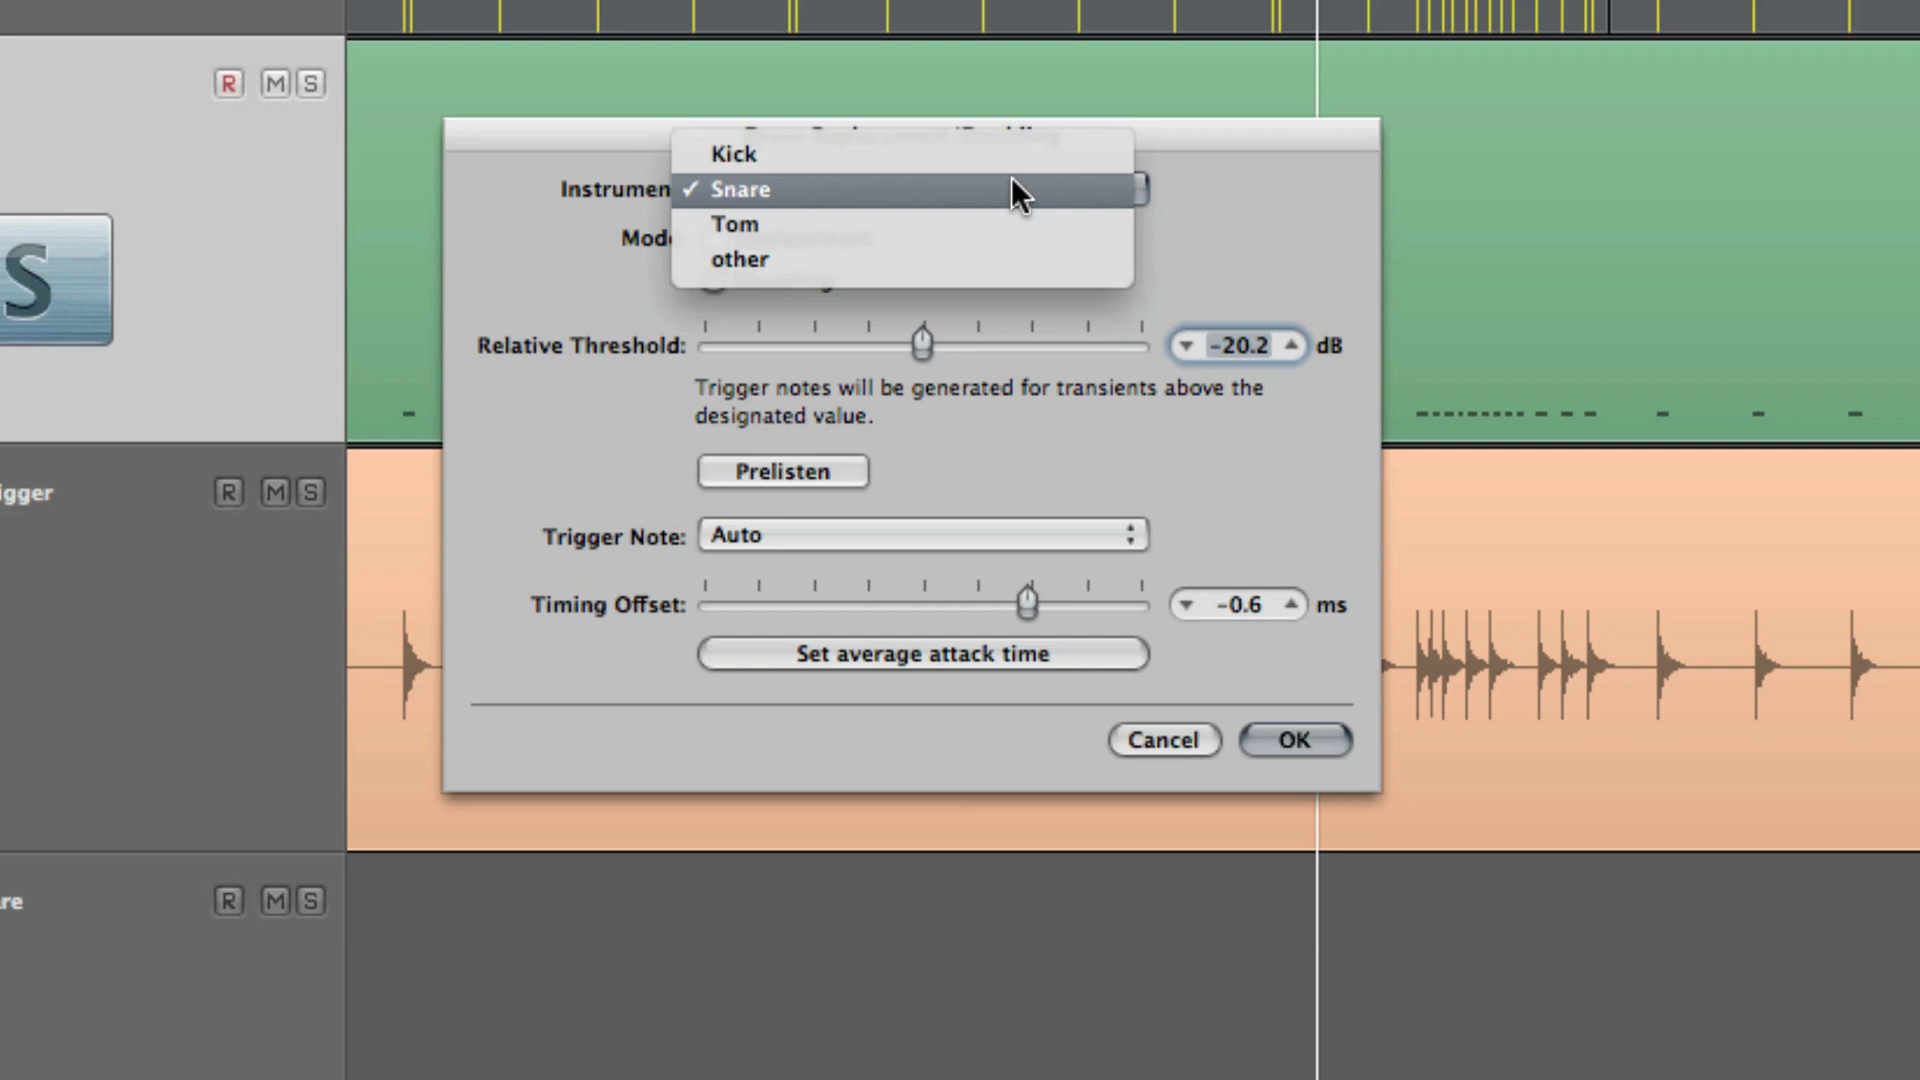 R M S
Kick
Instrumen ✓ Snare
Tom
Mod
other
S
Relative Threshold: -20.2 dB
Trigger notes will be generated for transients above the
designated value.
Prelisten
igger R M S
Trigger Note: Auto
Timing Offset: -0.6 ms
Set average attack time
Cancel OK
re R M S